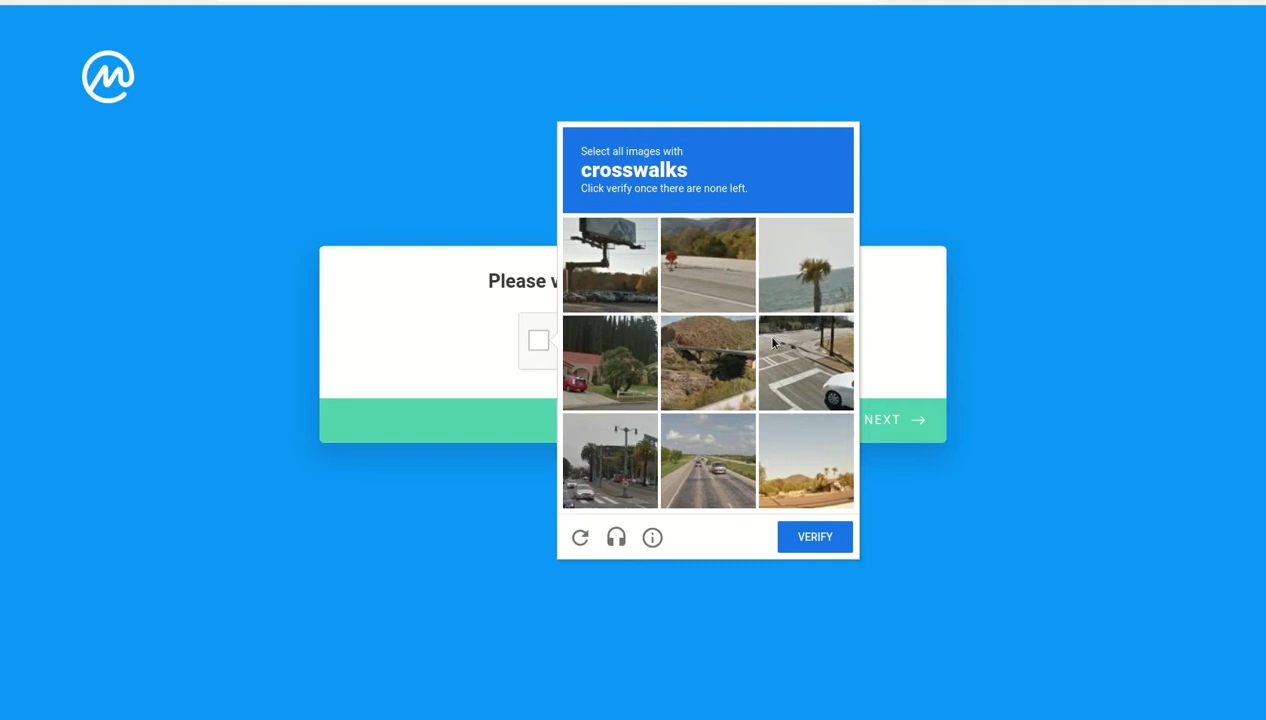 Select all images with
crosswalks
Click verify once there are none left.
Please
NEXT
VERIFY